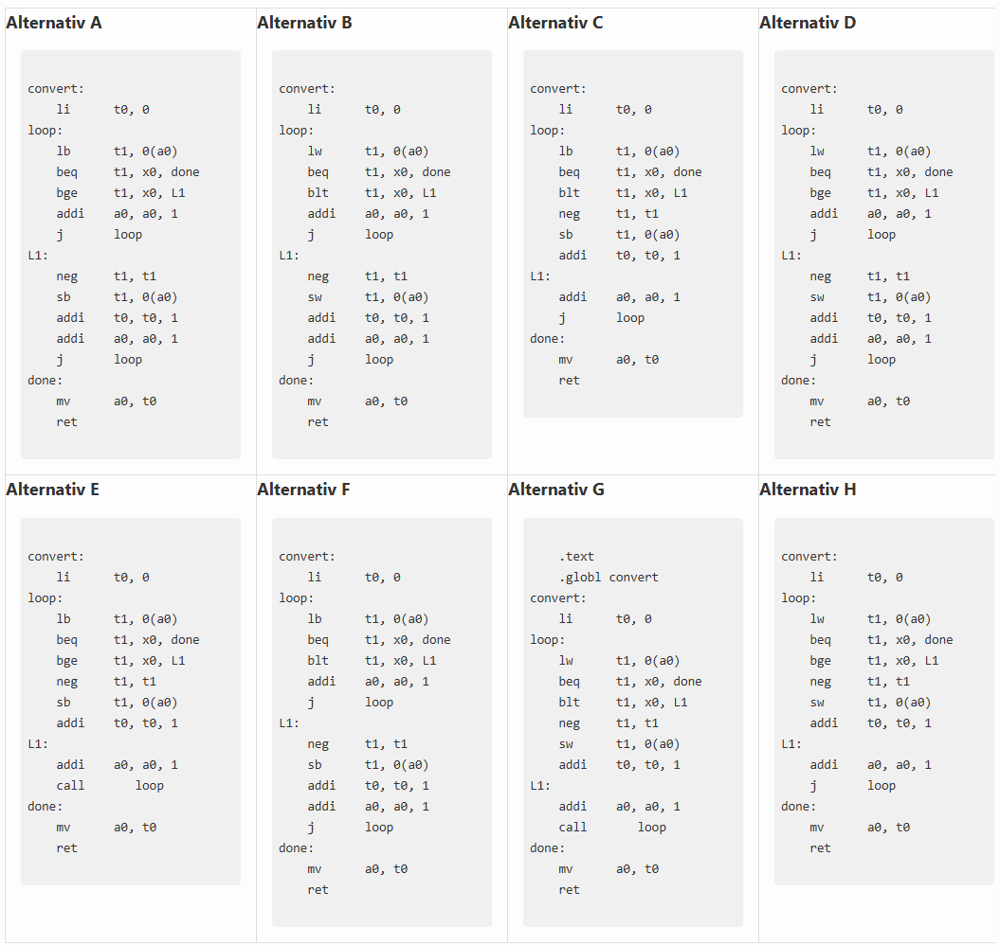 Alternativ A
convert:
    li      t0, 0
loop:
    lb      t1, 0(a0)
    beq     t1, x0, done
    bge     t1, x0, L1
    addi    a0, a0, 1
    j       loop
L1:
    neg     t1, t1
    sb      t1, 0(a0)
    addi    t0, t0, 1
    addi    a0, a0, 1
    j       loop
done:
    mv      a0, t0
    ret
Alternativ B
convert:
    li      t0, 0
loop:
    lw      t1, 0(a0)
    beq     t1, x0, done
    blt     t1, x0, L1
    addi    a0, a0, 1
    j       loop
L1:
    neg     t1, t1
    sw      t1, 0(a0)
    addi    t0, t0, 1
    addi    a0, a0, 1
    j       loop
done:
    mv      a0, t0
    ret
Alternativ C
convert:
    li      t0, 0
loop:
    lb      t1, 0(a0)
    beq     t1, x0, done
    blt     t1, x0, L1
    neg     t1, t1
    sb      t1, 0(a0)
    addi    t0, t0, 1
L1:
    addi    a0, a0, 1
    j       loop
done:
    mv      a0, t0
    ret
Alternativ D
convert:
    li      t0, 0
loop:
    lw      t1, 0(a0)
    beq     t1, x0, done
    bge     t1, x0, L1
    addi    a0, a0, 1
    j       loop
L1:
    neg     t1, t1
    sw      t1, 0(a0)
    addi    t0, t0, 1
    addi    a0, a0, 1
    j       loop
done:
    mv      a0, t0
    ret
Alternativ E
convert:
    li      t0, 0
loop:
    lb      t1, 0(a0)
    beq     t1, x0, done
    bge     t1, x0, L1
    neg     t1, t1
    sb      t1, 0(a0)
    addi    t0, t0, 1
L1:
    addi    a0, a0, 1
    call       loop
done:
    mv      a0, t0
    ret
Alternativ F
convert:
    li      t0, 0
loop:
    lb      t1, 0(a0)
    beq     t1, x0, done
    blt     t1, x0, L1
    addi    a0, a0, 1
    j       loop
L1:
    neg     t1, t1
    sb      t1, 0(a0)
    addi    t0, t0, 1
    addi    a0, a0, 1
    j       loop
done:
    mv      a0, t0
    ret
Alternativ G
    .text
    .globl convert
convert:
    li      t0, 0
loop:
    lw      t1, 0(a0)
    beq     t1, x0, done
    blt     t1, x0, L1
    neg     t1, t1
    sw      t1, 0(a0)
    addi    t0, t0, 1
L1:
    addi    a0, a0, 1
    call       loop
done:
    mv      a0, t0
    ret
Alternativ H
convert:
    li      t0, 0
loop:
    lw      t1, 0(a0)
    beq     t1, x0, done
    bge     t1, x0, L1
    neg     t1, t1
    sw      t1, 0(a0)
    addi    t0, t0, 1
L1:
    addi    a0, a0, 1
    j       loop
done:
    mv      a0, t0
    ret